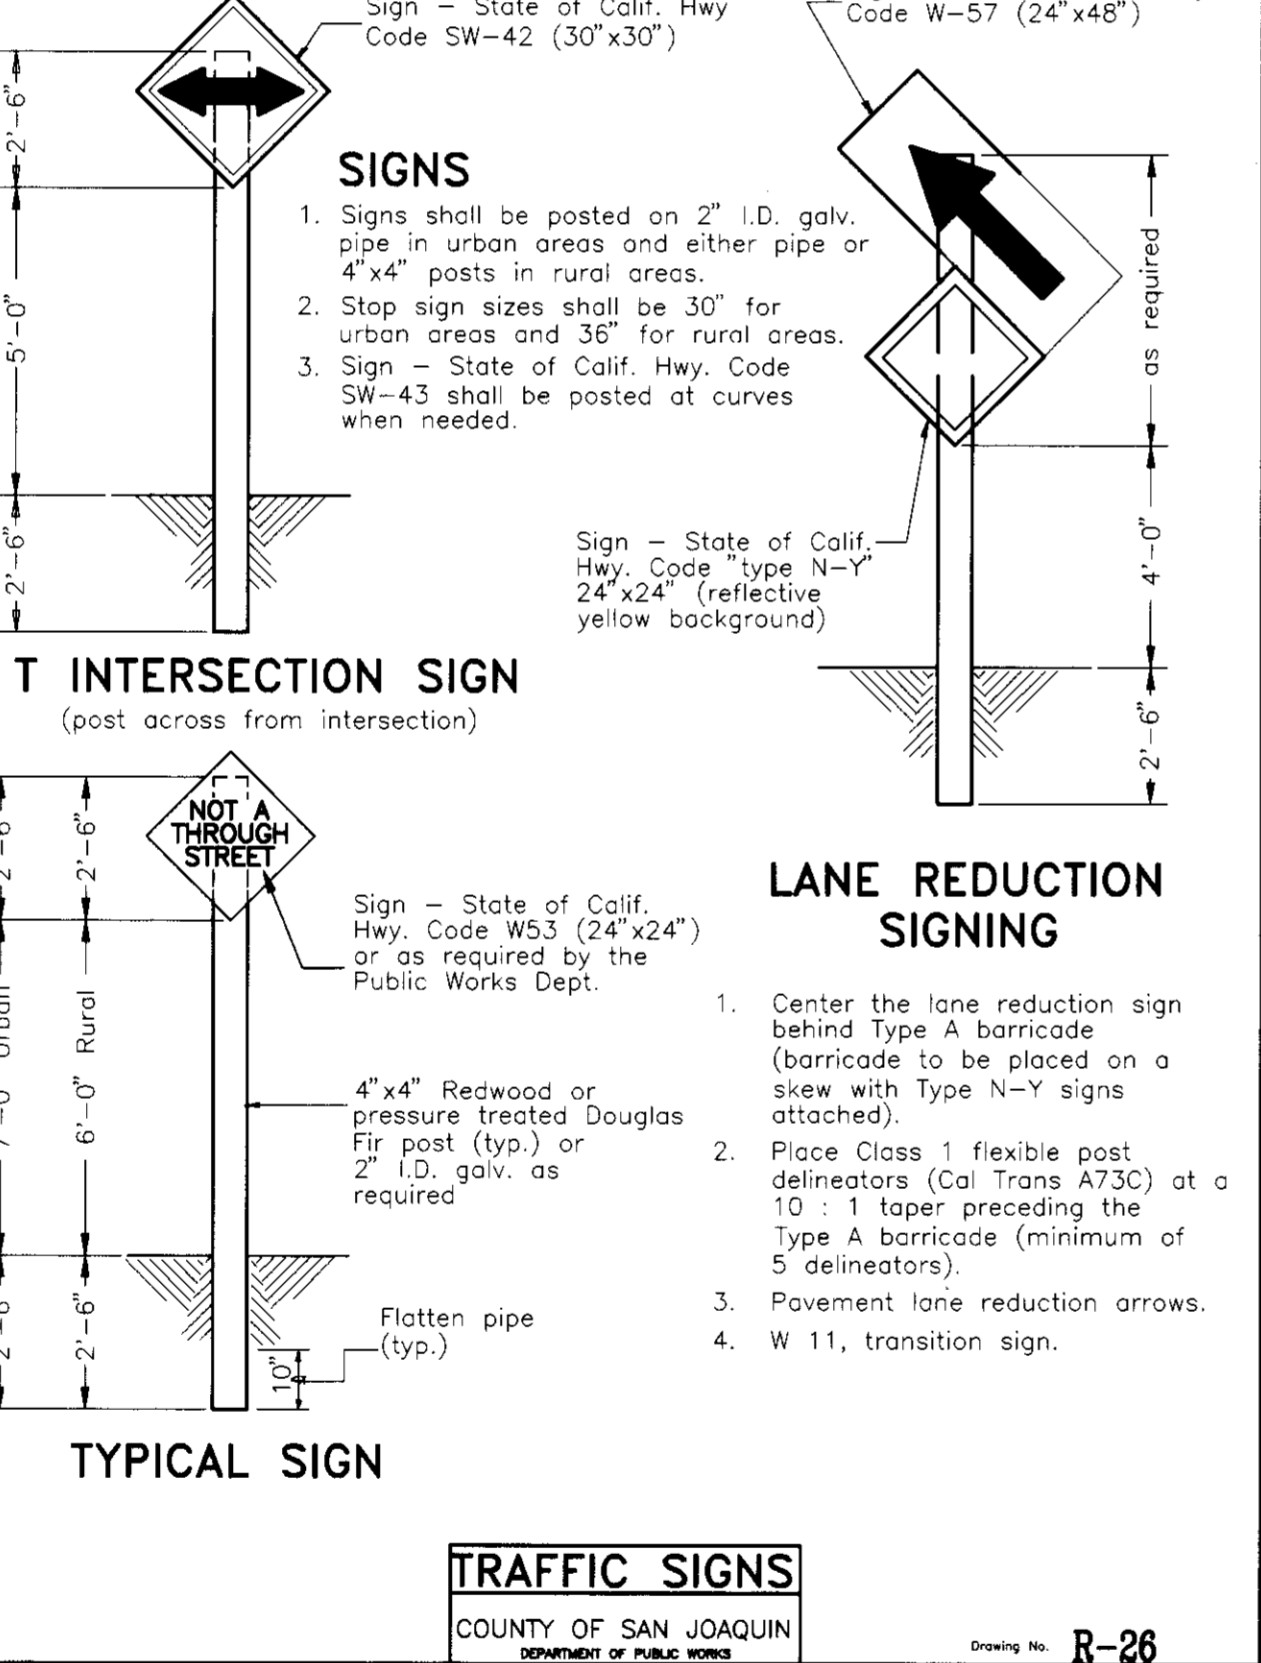 Sign - State of Calif. Hwy
Code SW-42 (30"x30")
Code W-57 (24"x48")
2'-6"
5'-0"
2'-6"
SIGNS
1. Signs shall be posted on 2" I.D. galv.
pipe in urban areas and either pipe or
4"x4" posts in rural areas.
2. Stop sign sizes shall be 30" for
urban areas and 36" for rural areas.
3. Sign - State of Calif. Hwy. Code
SW-43 shall be posted at curves
when needed.
as required
4'-0"
2'-6"
Sign - State of Calif.
Hwy. Code "type N-Y"
24"x24" (reflective
yellow background)
T INTERSECTION SIGN
(post across from intersection)
NOT A
THROUGH
STREET
2'-6"
6'-0" Rural
2'-6"
2'-6"
Urban
2'-6"
Sign - State of Calif.
Hwy. Code W53 (24"x24")
or as required by the
Public Works Dept.
4"x4" Redwood or
pressure treated Douglas
Fir post (typ.) or
2" I.D. galv. as
required
Flatten pipe
(typ.)
10"
TYPICAL SIGN
LANE REDUCTION
SIGNING
1. Center the lane reduction sign
behind Type A barricade
(barricade to be placed on a
skew with Type N-Y signs
attached).
2. Place Class 1 flexible post
delineators (Cal Trans A73C) at a
10 : 1 taper preceding the
Type A barricade (minimum of
5 delineators).
3. Pavement lane reduction arrows.
4. W 11, transition sign.
TRAFFIC SIGNS
COUNTY OF SAN JOAQUIN
DEPARTMENT OF PUBLIC WORKS
Drawing No. R-26